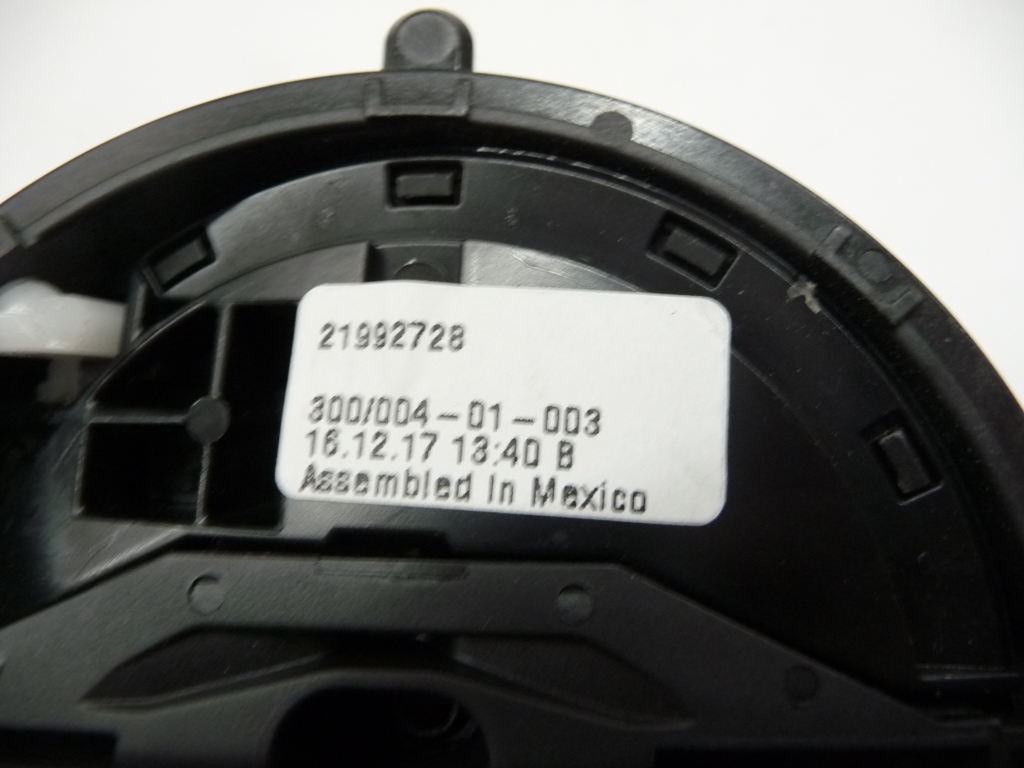 21992728
300/004-01-003
16.12.17 13:40 B
Assembled in Mexico